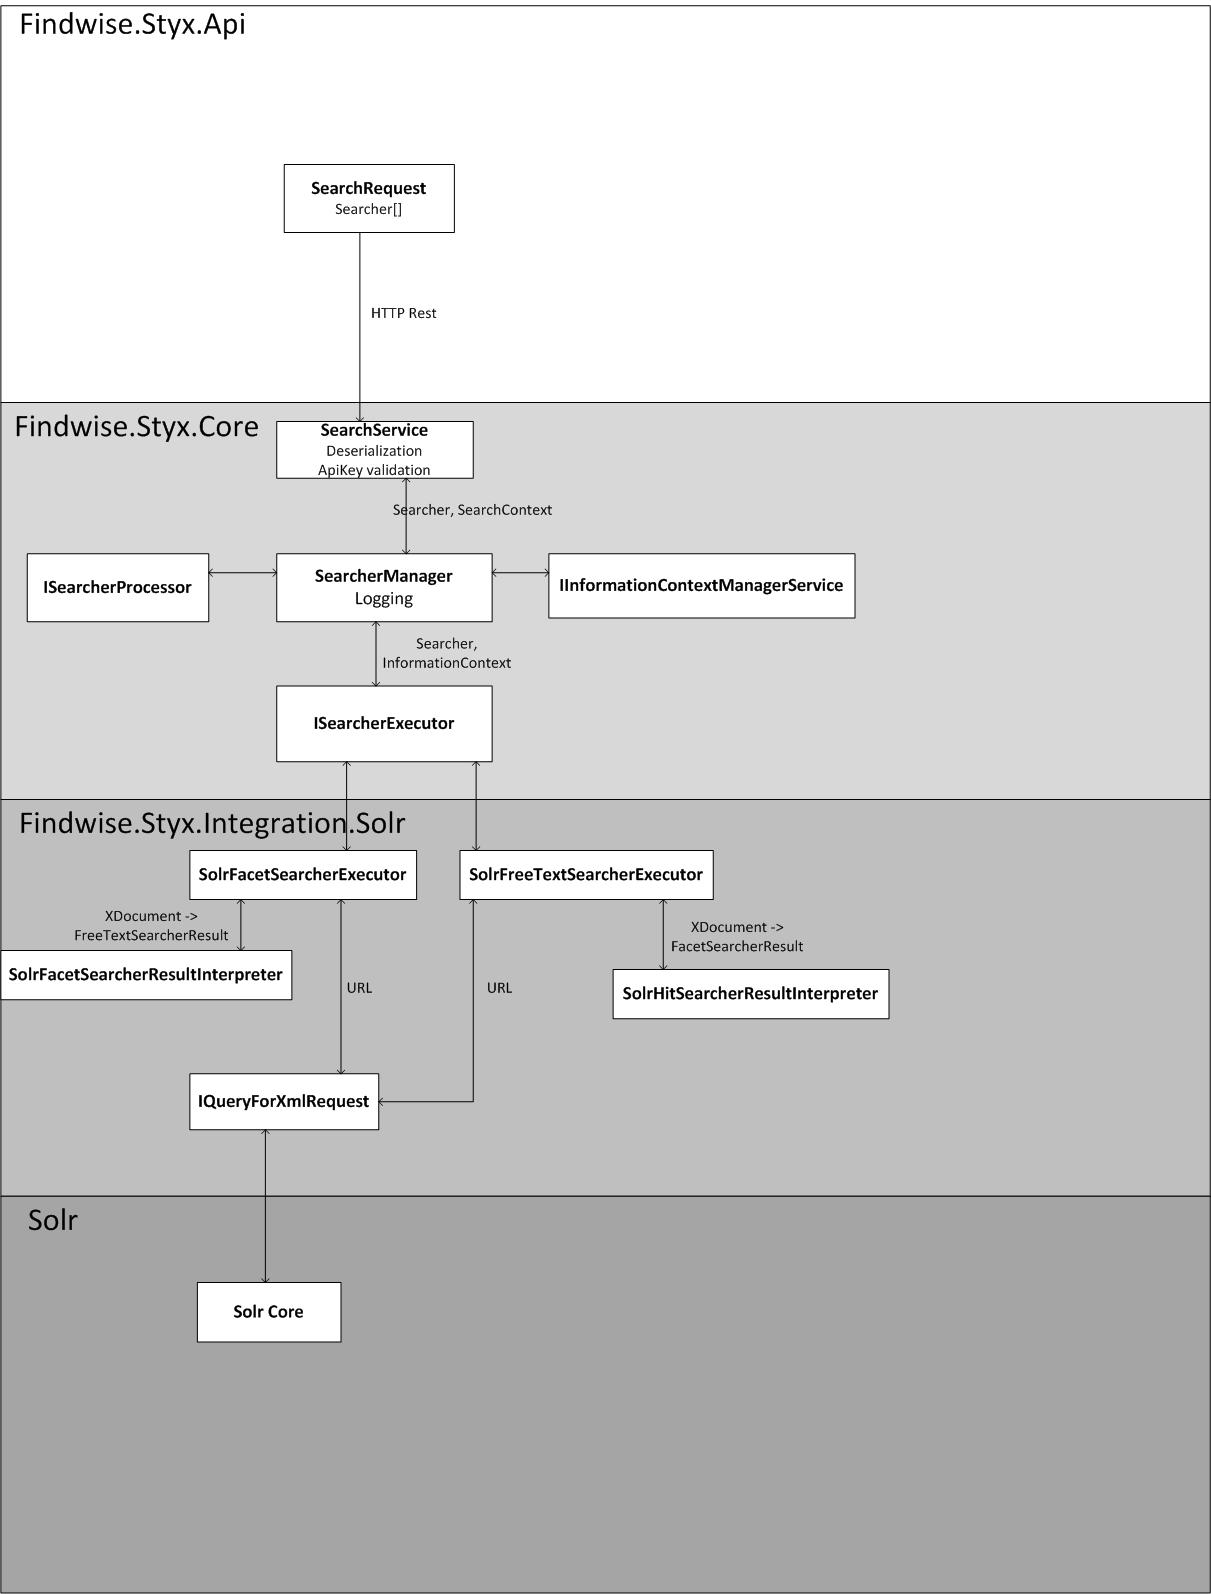 Findwise.Styx.Api
SearchRequest
Searcher[]
HTTP Rest
Findwise.Styx.Core
SearchService
Deserialization
ApiKey validation
Searcher, SearchContext
ISearcherProcessor
SearcherManager
Logging
IInformationContextManagerService
Searcher,
InformationContext
ISearcherExecutor
Findwise.Styx.Integration.Solr
SolrFacetSearcherExecutor
SolrFreeTextSearcherExecutor
XDocument ->
FreeTextSearcherResult
XDocument ->
FacetSearcherResult
SolrFacetSearcherResultInterpreter
URL
URL
SolrHitSearcherResultInterpreter
IQueryForXmlRequest
Solr
Solr Core